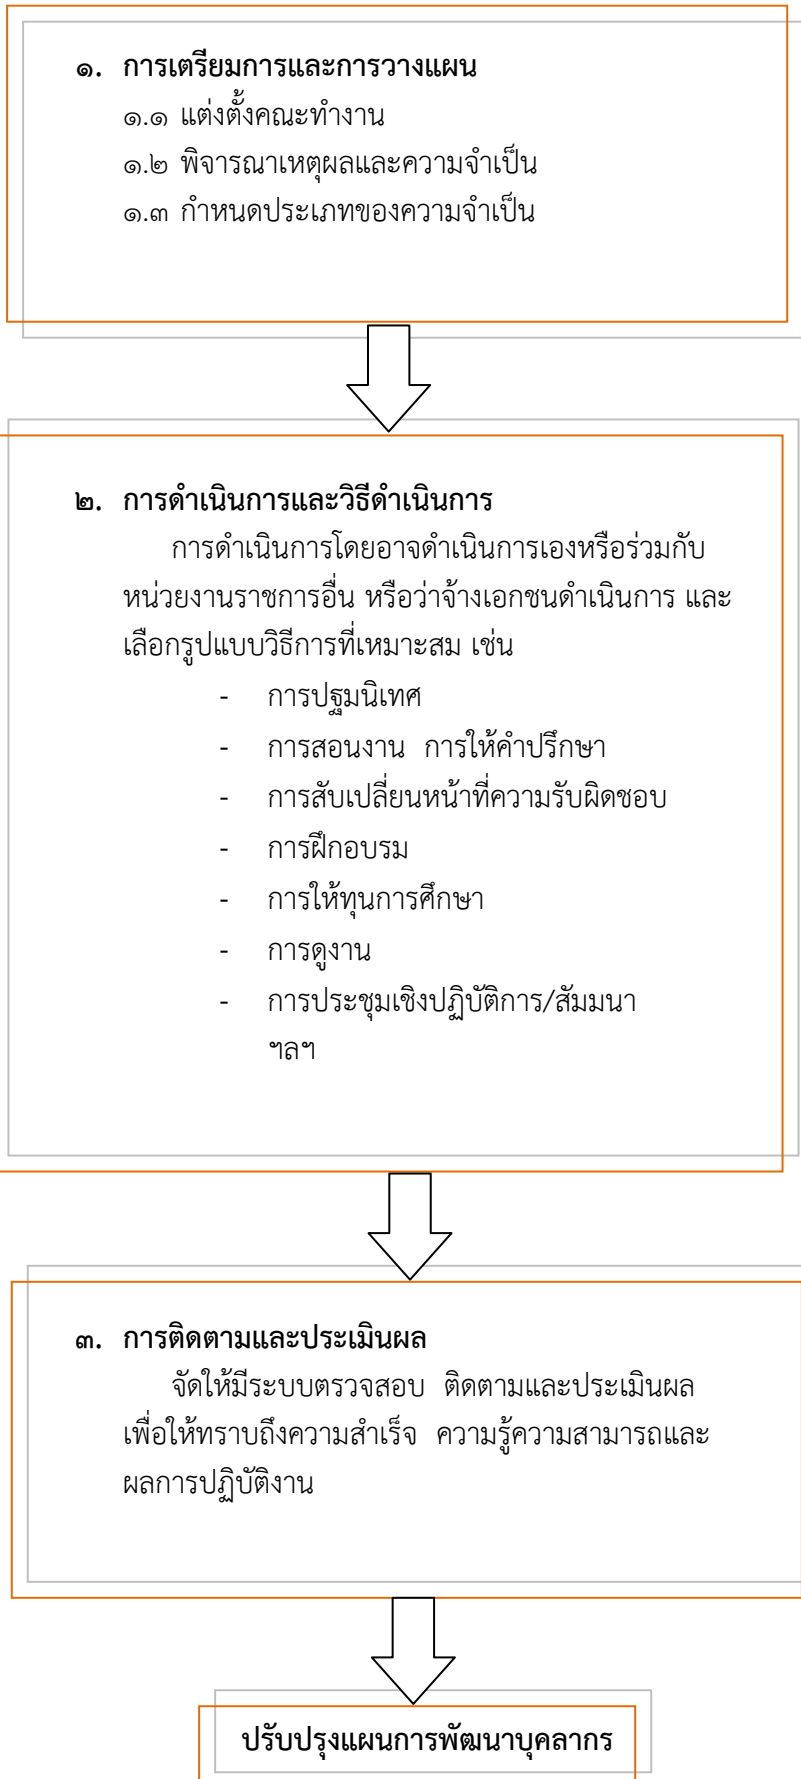 ๑. การเตรียมการและการวางแผน
๑.๑ แต่งตั้งคณะทำงาน
๑.๒ พิจารณาเหตุผลและความจำเป็น
๑.๓ กำหนดประเภทของความจำเป็น
๒. การดำเนินการและวิธีดำเนินการ
การดำเนินการโดยอาจดำเนินการเองหรือร่วมกับ
หน่วยงานราชการอื่น หรือว่าจ้างเอกชนดำเนินการ และ
เลือกรูปแบบวิธีการที่เหมาะสม เช่น
- การปฐมนิเทศ
- การสอนงาน การให้คำปรึกษา
- การสับเปลี่ยนหน้าที่ความรับผิดชอบ
- การฝึกอบรม
- การให้ทุนการศึกษา
- การดูงาน
- การประชุมเชิงปฏิบัติการ/สัมมนา
ฯลฯ
๓. การติดตามและประเมินผล
จัดให้มีระบบตรวจสอบ ติดตามและประเมินผล
เพื่อให้ทราบถึงความสำเร็จ ความรู้ความสามารถและ
ผลการปฏิบัติงาน
ปรับปรุงแผนการพัฒนาบุคลากร